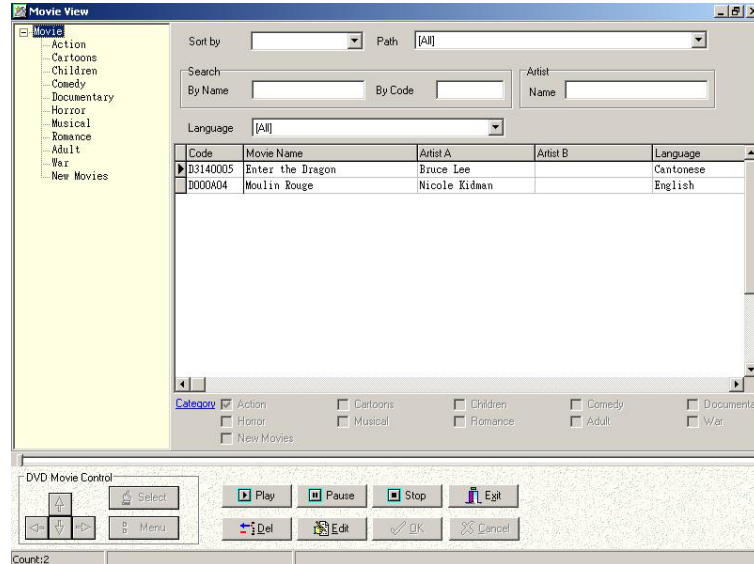 Movie View
Movie
Action
Cartoons
Children
Comedy
Documentary
Horror
Musical
Romance
Adult
War
New Movies
Sort by
Path [All]
Search
By Name
By Code
Artist
Name
Language [All]
Code Movie Name Artist A Artist B Language
D3140005 Enter the Dragon Bruce Lee Cantonese
D000A04 Moulin Rouge Nicole Kidman English
Category Action Cartoons Children Comedy Documenta
Horror Musical Romance Adult War
New Movies
DVD Movie Control
Select
Menu
Play Pause Stop Exit
Del Edit OK Cancel
Count:2